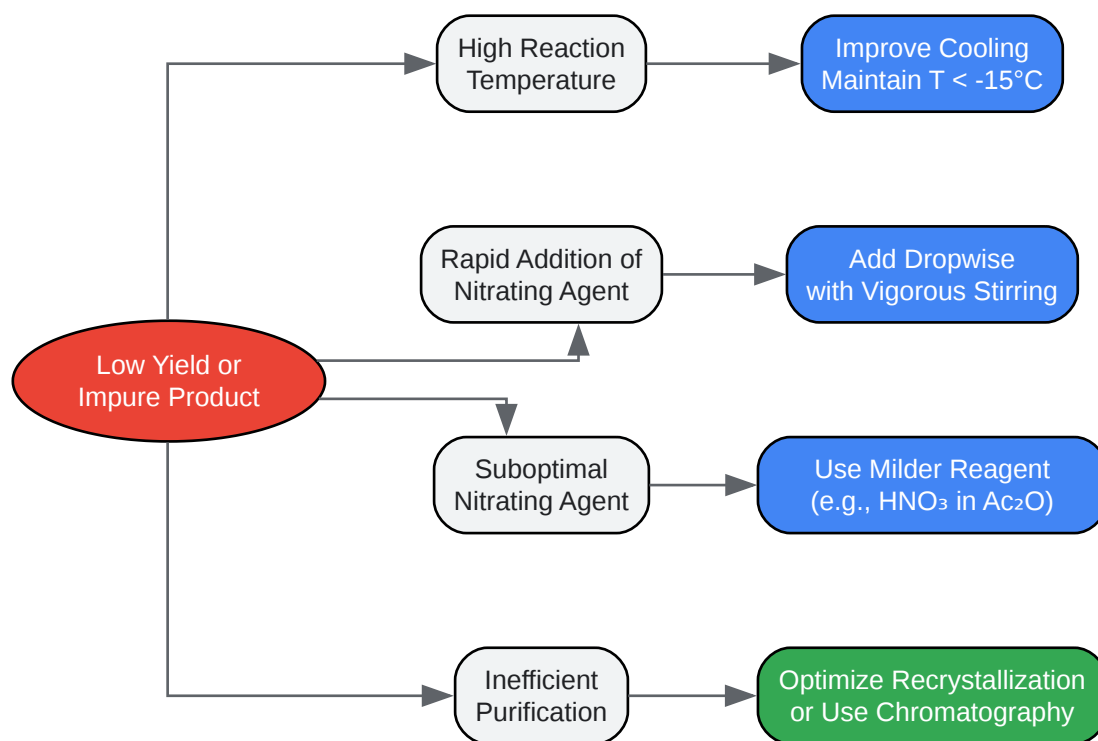 High Reaction
Temperature
Improve Cooling
Maintain T < -15°C
Rapid Addition of
Nitrating Agent
Add Dropwise
with Vigorous Stirring
Low Yield or
Impure Product
Suboptimal
Nitrating Agent
Use Milder Reagent
(e.g., HNO₃ in Ac₂O)
Inefficient
Purification
Optimize Recrystallization
or Use Chromatography